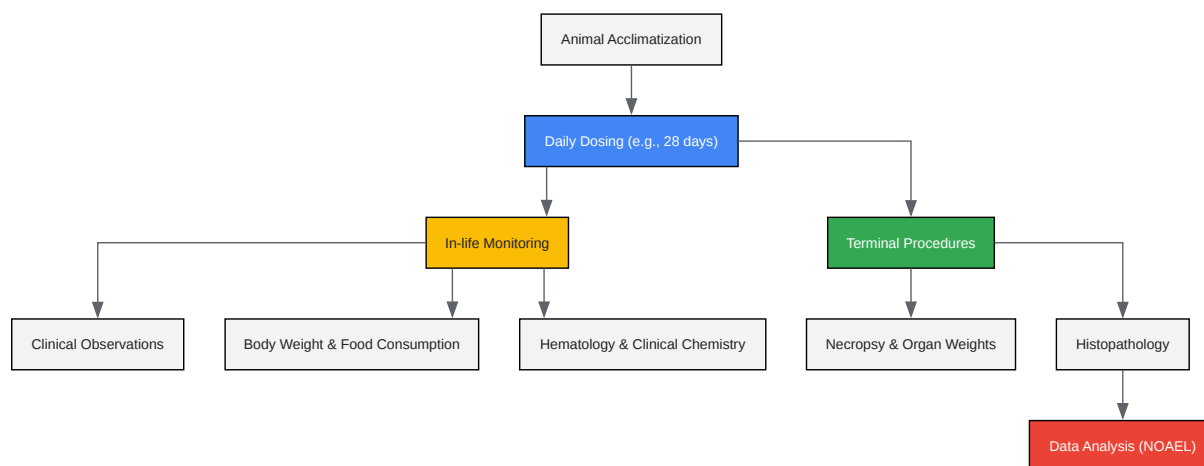 Animal Acclimatization
Daily Dosing (e.g., 28 days)
In-life Monitoring
Terminal Procedures
Clinical Observations
Body Weight & Food Consumption
Hematology & Clinical Chemistry
Necropsy & Organ Weights
Histopathology
Data Analysis (NOAEL)